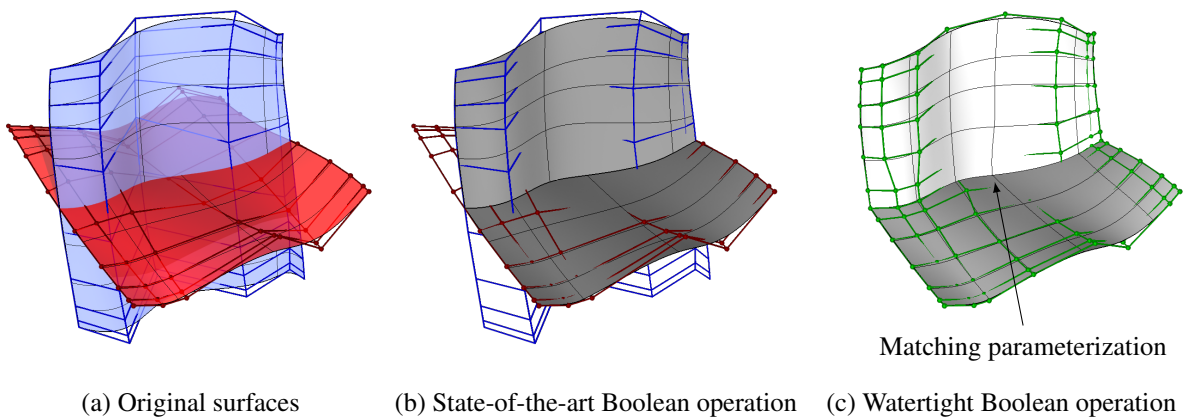 Matching parameterization
(a) Original surfaces
(b) State-of-the-art Boolean operation
(c) Watertight Boolean operation